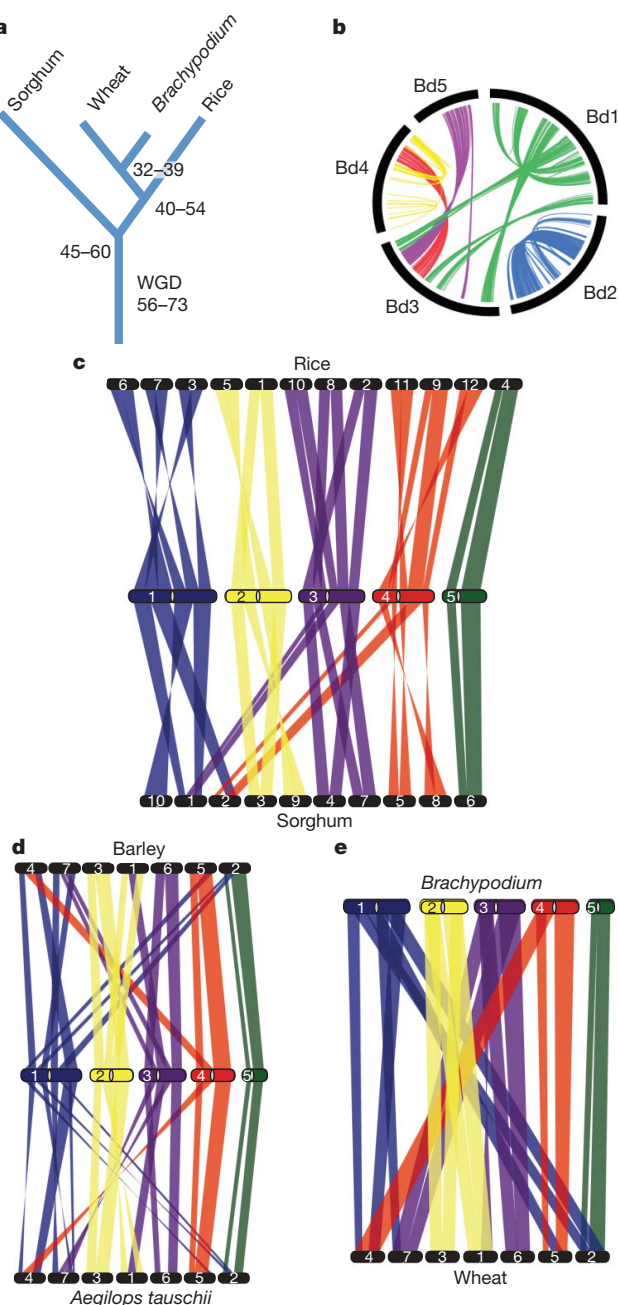 a
Sorghum
Wheat
Brachypodium
Rice
32–39
40–54
45–60
WGD
56–73
b
Bd5
Bd1
Bd4
Bd3
Bd2
c
Rice
6 7 3 5 1 10 8 2 11 9 12 4
1 2 3 4 5
10 1 2 3 9 4 7 5 8 6
Sorghum
d
Barley
4 7 3 1 6 5 2
1 2 3 4 5
4 7 3 1 6 5 2
Aegilops tauschii
e
Brachypodium
1 2 3 4 5
4 7 3 1 6 5 2
Wheat